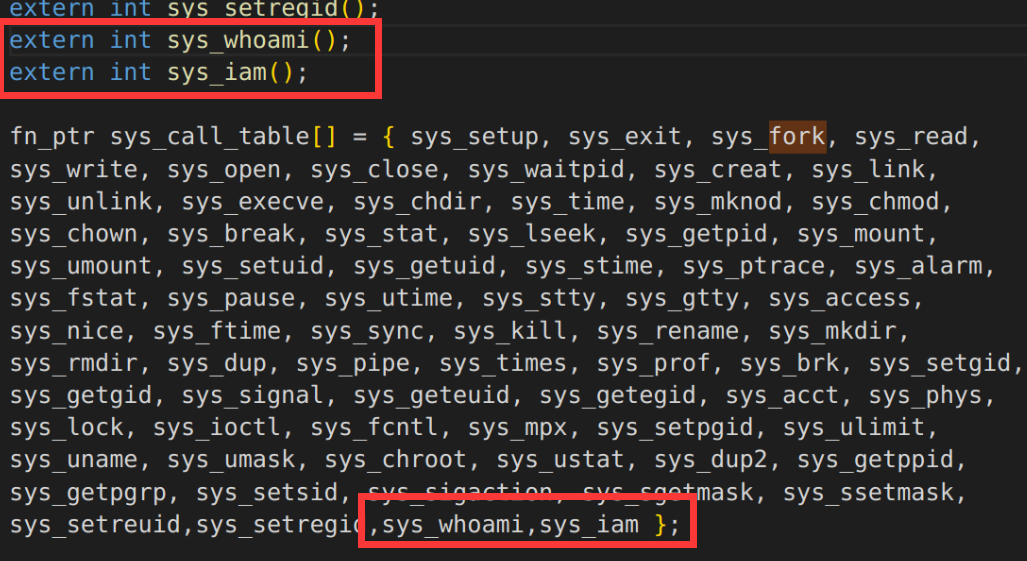 extern int sys_setregid();
extern int sys_whoami();
extern int sys_iam();
fn_ptr sys_call_table[] = { sys_setup, sys_exit, sys_fork, sys_read,
sys_write, sys_open, sys_close, sys_waitpid, sys_creat, sys_link,
sys_unlink, sys_execve, sys_chdir, sys_time, sys_mknod, sys_chmod,
sys_chown, sys_break, sys_stat, sys_lseek, sys_getpid, sys_mount,
sys_umount, sys_setuid, sys_getuid, sys_stime, sys_ptrace, sys_alarm,
sys_fstat, sys_pause, sys_utime, sys_stty, sys_gtty, sys_access,
sys_nice, sys_ftime, sys_sync, sys_kill, sys_rename, sys_mkdir,
sys_rmdir, sys_dup, sys_pipe, sys_times, sys_prof, sys_brk, sys_setgid,
sys_getgid, sys_signal, sys_geteuid, sys_getegid, sys_acct, sys_phys,
sys_lock, sys_ioctl, sys_fcntl, sys_mpx, sys_setpgid, sys_ulimit,
sys_uname, sys_umask, sys_chroot, sys_ustat, sys_dup2, sys_getppid,
sys_getpgrp, sys_setsid, sys_sigaction, sys_sgetmask, sys_ssetmask,
sys_setreuid,sys_setregid,sys_whoami,sys_iam };